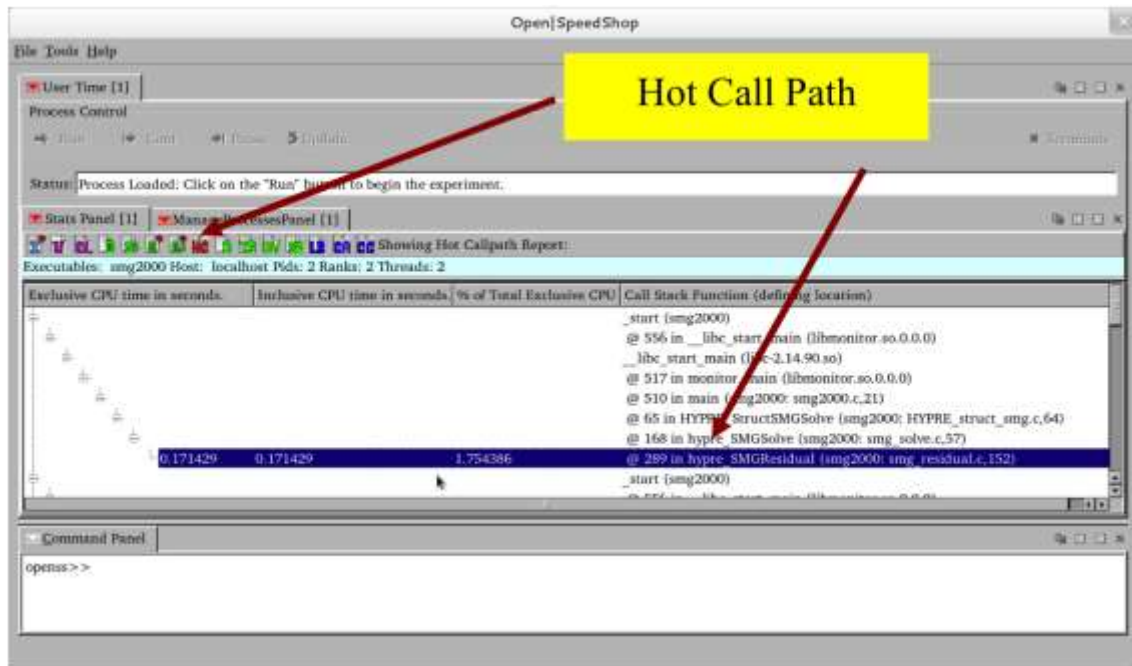 Open|SpeedShop
File Tools Help
Hot Call Path
User Time [1]
Process Control
Run Cont Pause Update Terminate
Status: Process Loaded: Click on the "Run" button to begin the experiment.
Stats Panel [1] ManageProcessesPanel [1]
Showing Hot Callpath Report:
Executables: smg2000 Host: localhost Pids: 2 Ranks: 2 Threads: 2
Exclusive CPU time in seconds. Inclusive CPU time in seconds. % of Total Exclusive CPU Call Stack Function (defining location)
_start (smg2000)
@ 556 in __libc_start_main (libmonitor.so.0.0.0)
__libc_start_main (libc-2.14.90.so)
@ 517 in monitor_main (libmonitor.so.0.0.0)
@ 510 in main (smg2000: smg2000.c,21)
@ 65 in HYPRE_StructSMGSolve (smg2000: HYPRE_struct_smg.c,64)
@ 168 in hypre_SMGSolve (smg2000: smg_solve.c,57)
0.171429 0.171429 1.754386 @ 289 in hypre_SMGResidual (smg2000: smg_residual.c,152)
_start (smg2000)
Command Panel
openss>>